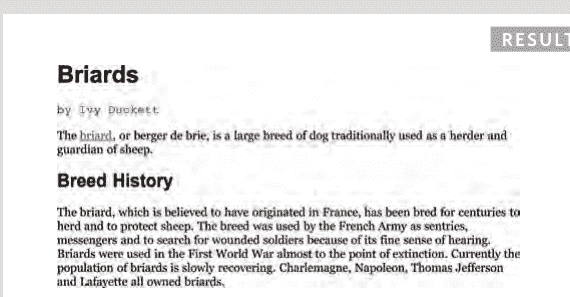 RESULT
Briards
by Ivy Duckett
The briard, or berger de brie, is a large breed of dog traditionally used as a herder and
guardian of sheep.
Breed History
The briard, which is believed to have originated in France, has been bred for centuries to
herd and to protect sheep. The breed was used by the French Army as sentries,
messengers and to search for wounded soldiers because of its fine sense of hearing.
Briards were used in the First World War almost to the point of extinction. Currently the
population of briards is slowly recovering. Charlemagne, Napoleon, Thomas Jefferson
and Lafayette all owned briards.